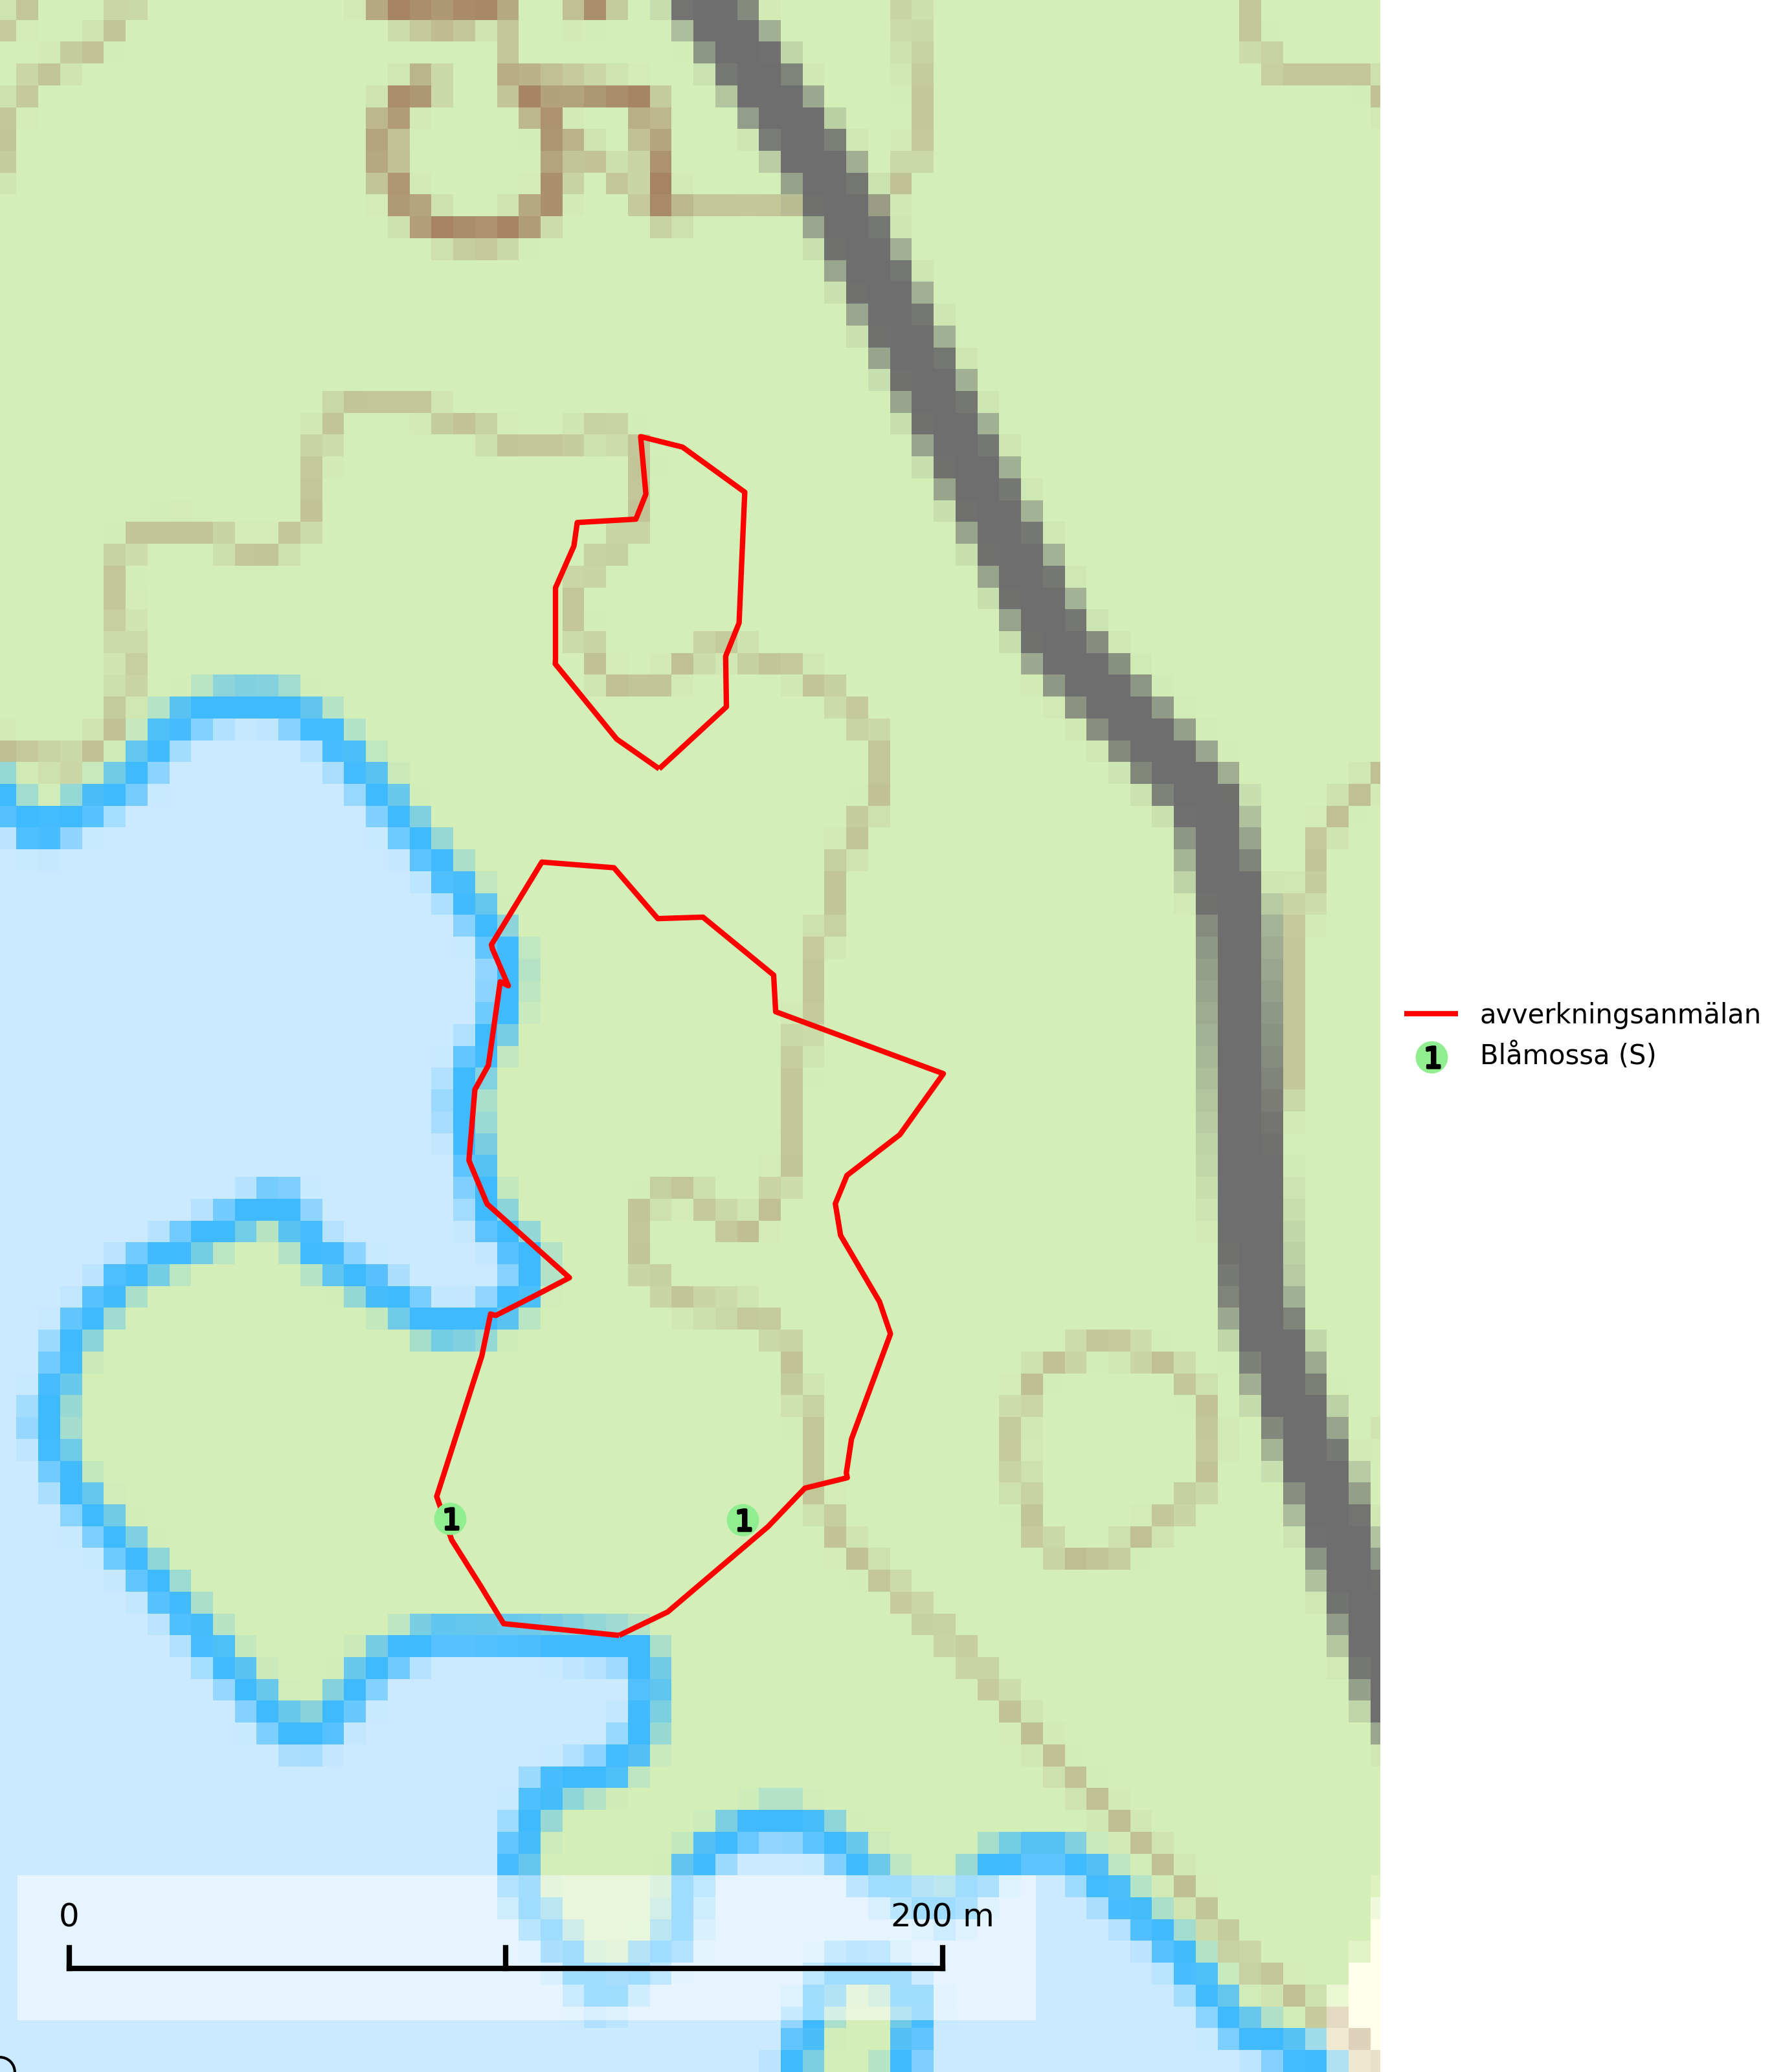 avverkningsanmälan
1 Blåmossa (S)
1
1
0 200 m